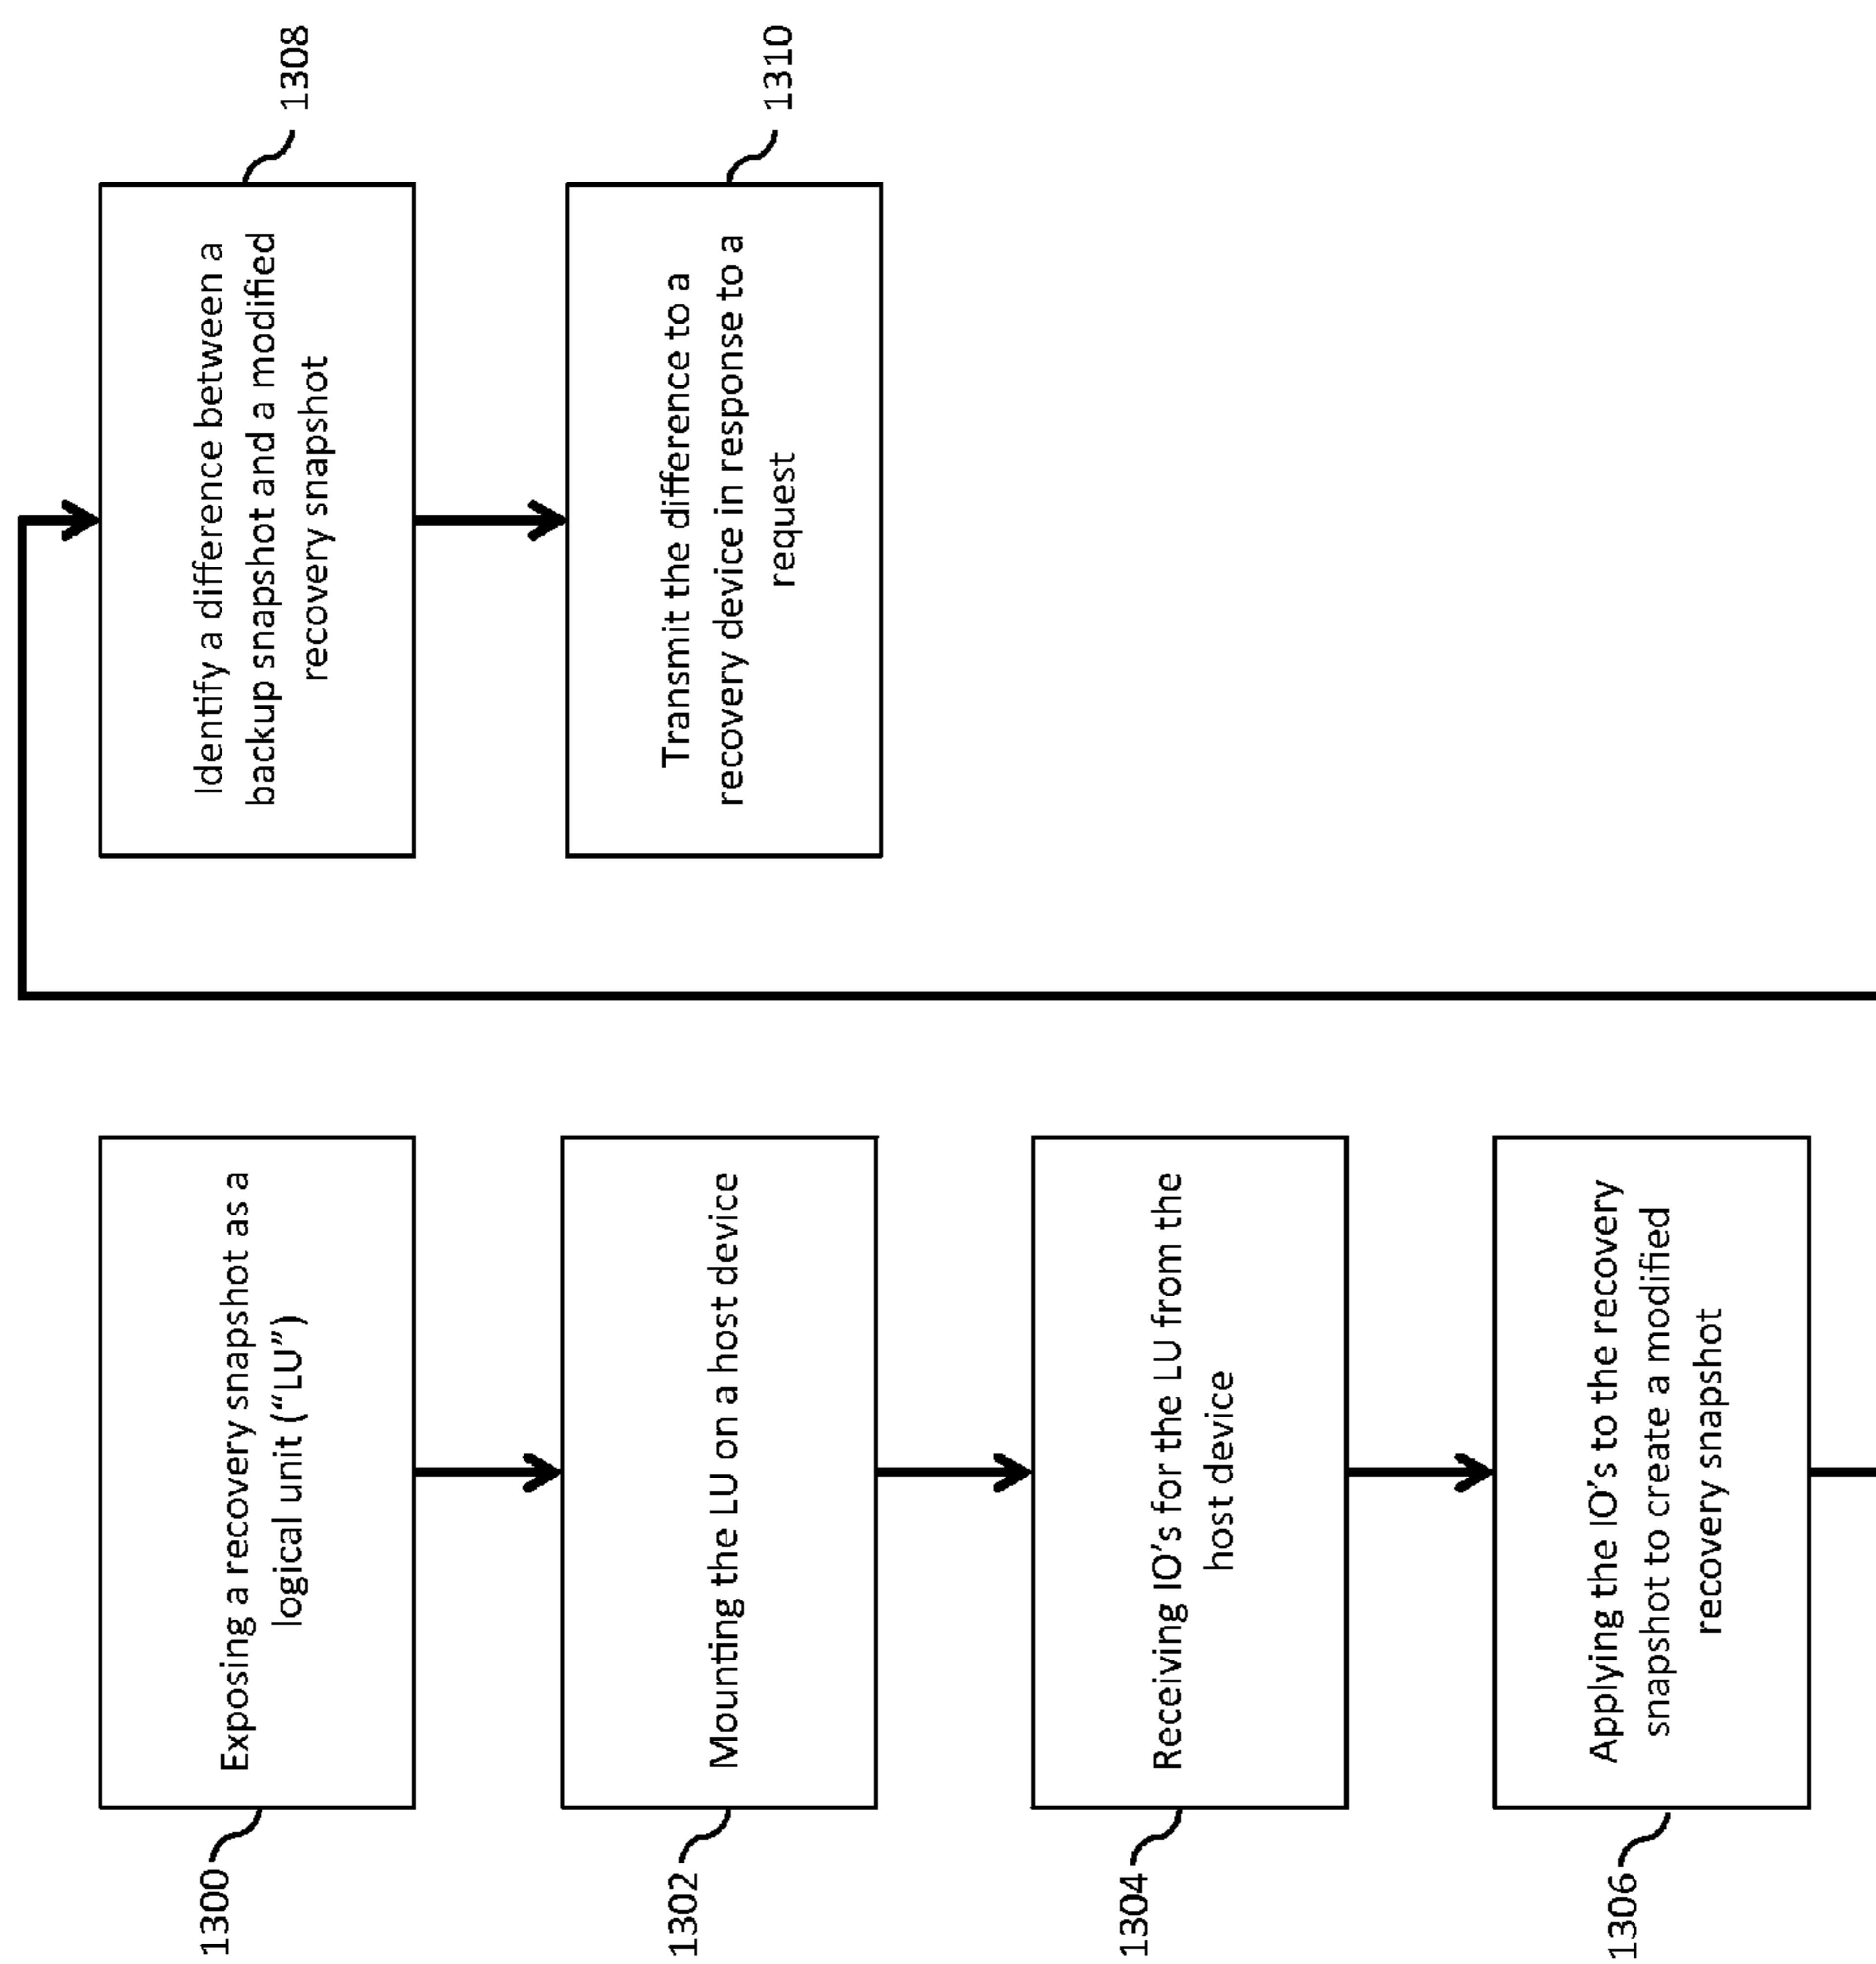 1300
Exposing a recovery snapshot as a
logical unit (“LU”)
1302
Mounting the LU on a host device
1304
Receiving IO’s for the LU from the
host device
1306
Applying the IO’s to the recovery
snapshot to create a modified
recovery snapshot
1308
Identify a difference between a
backup snapshot and a modified
recovery snapshot
1310
Transmit the difference to a
recovery device in response to a
request